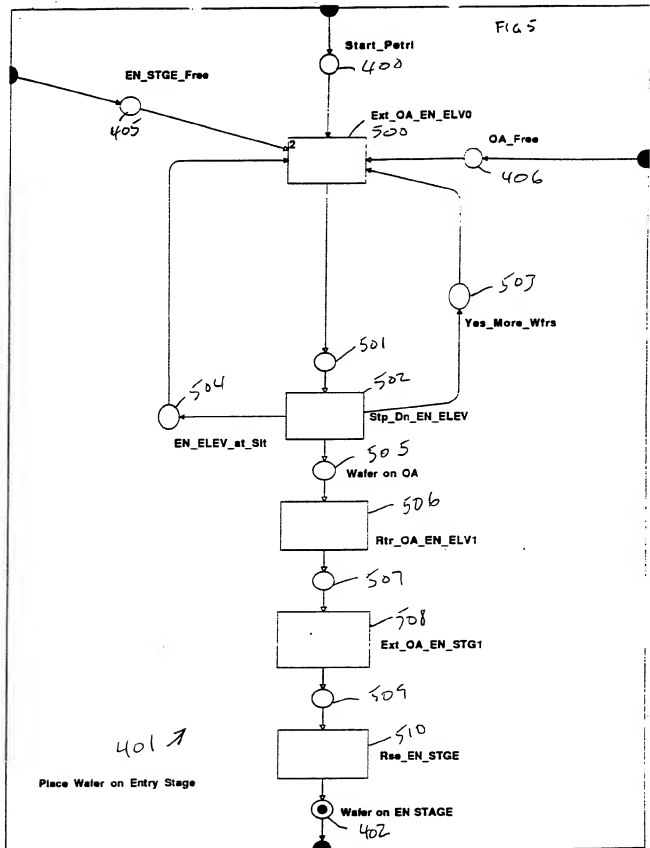 FIG 5
Start_Petri
400
EN_STGE_Free
405
Ext_OA_EN_ELV0
500
2
OA_Free
406
503
Yes_More_Wfrs
501
502
504
Stp_Dn_EN_ELEV
EN_ELEV_at_Slt
505
Wafer on OA
506
Rtr_OA_EN_ELV1
507
508
Ext_OA_EN_STG1
509
401
510
Rse_EN_STGE
Place Wafer on Entry Stage
Wafer on EN STAGE
402